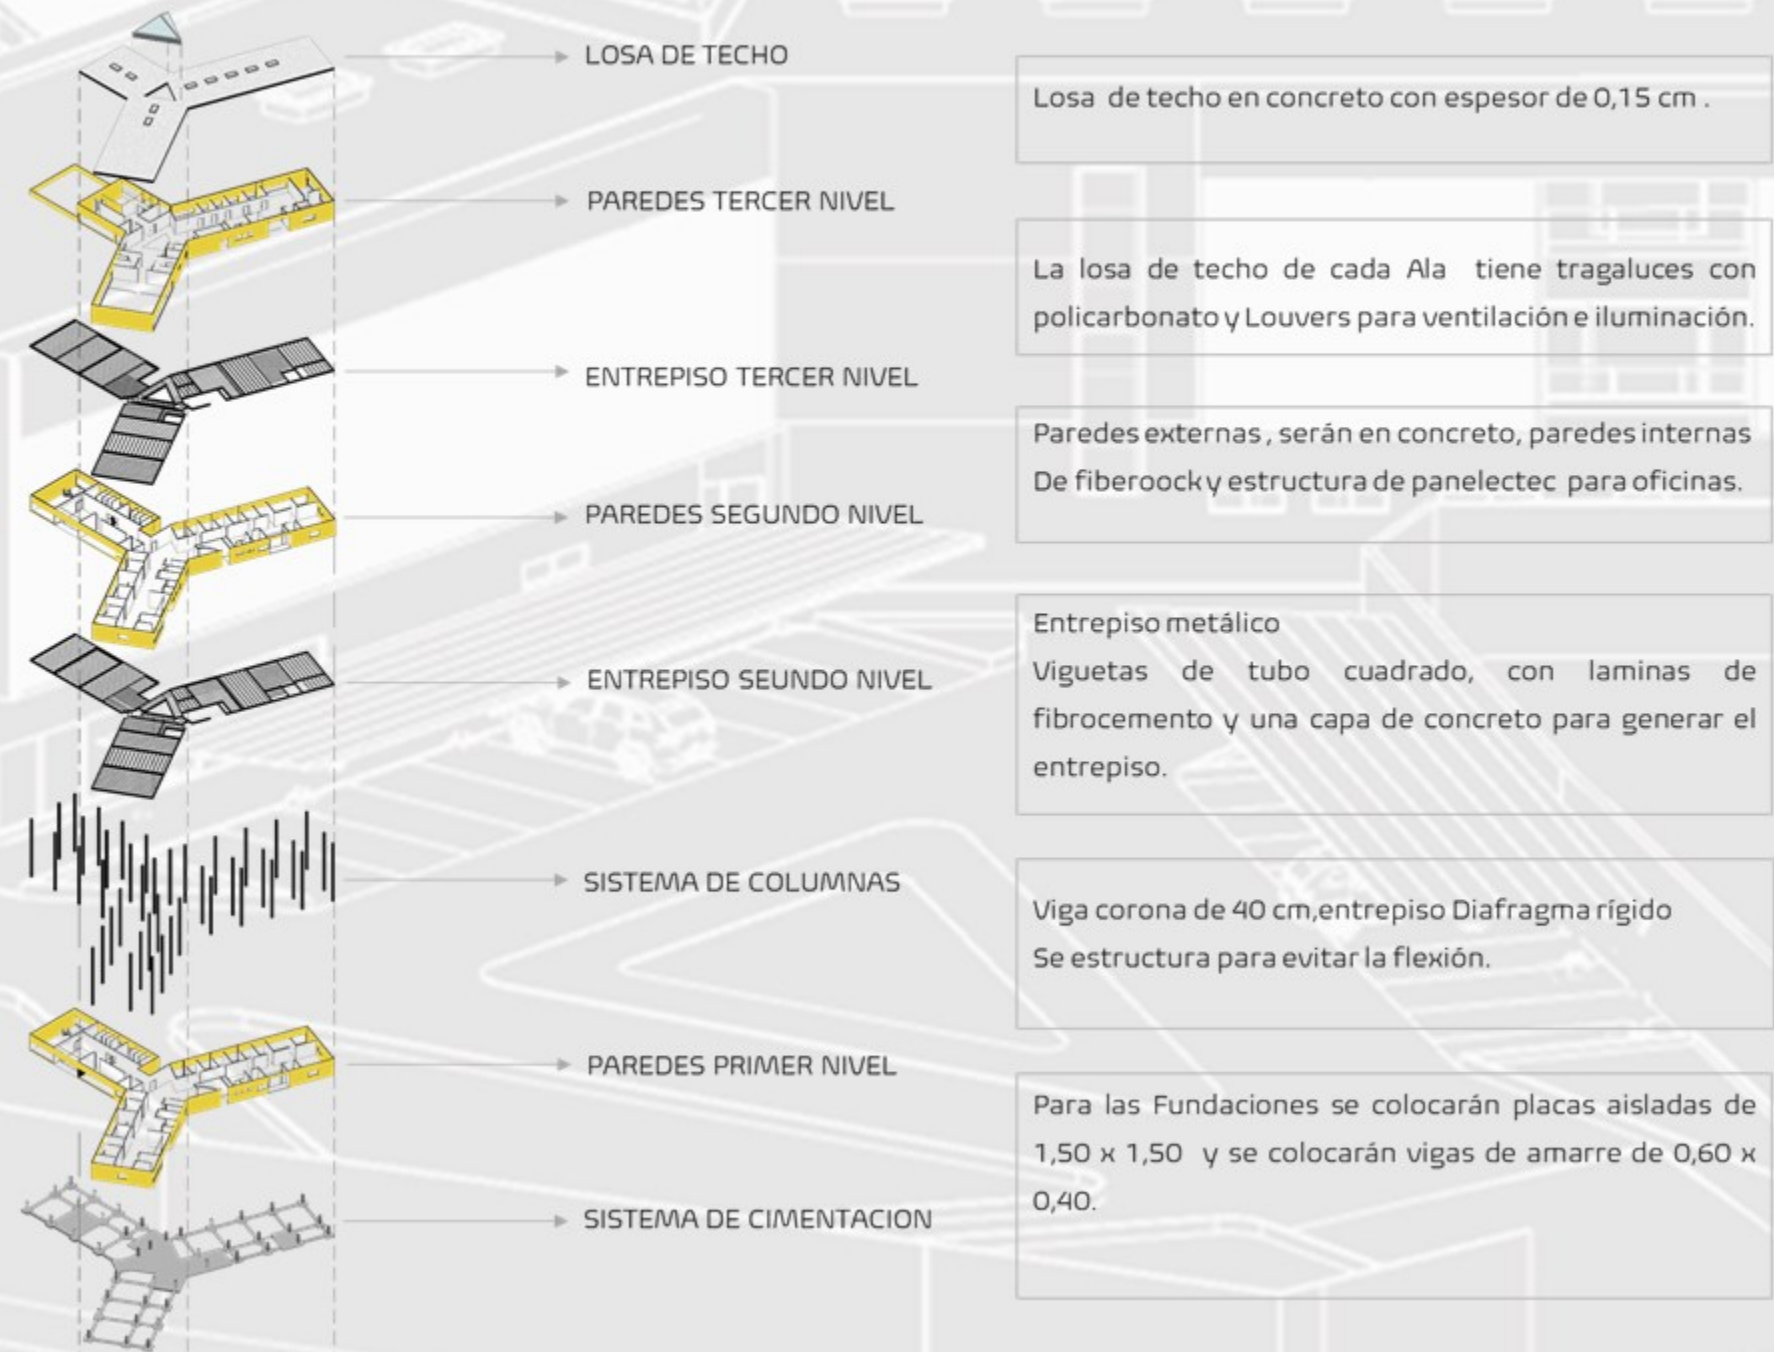 LOSA DE TECHO
PAREDES TERCER NIVEL
ENTREPISO TERCER NIVEL
PAREDES SEGUNDO NIVEL
ENTREPISO SEUNDO NIVEL
SISTEMA DE COLUMNAS
PAREDES PRIMER NIVEL
SISTEMA DE CIMENTACION
Losa de techo en concreto con espesor de 0,15 cm .
La losa de techo de cada Ala tiene tragaluces con
policarbonato y Louvers para ventilación e iluminación.
Paredes externas , serán en concreto, paredes internas
De fiberoock y estructura de panelectec para oficinas.
Entrepiso metálico
Viguetas de tubo cuadrado, con laminas de
fibrocemento y una capa de concreto para generar el
entrepiso.
Viga corona de 40 cm,entrepiso Diafragma rígido
Se estructura para evitar la flexión.
Para las Fundaciones se colocarán placas aisladas de
1,50 x 1,50 y se colocarán vigas de amarre de 0,60 x
0,40.